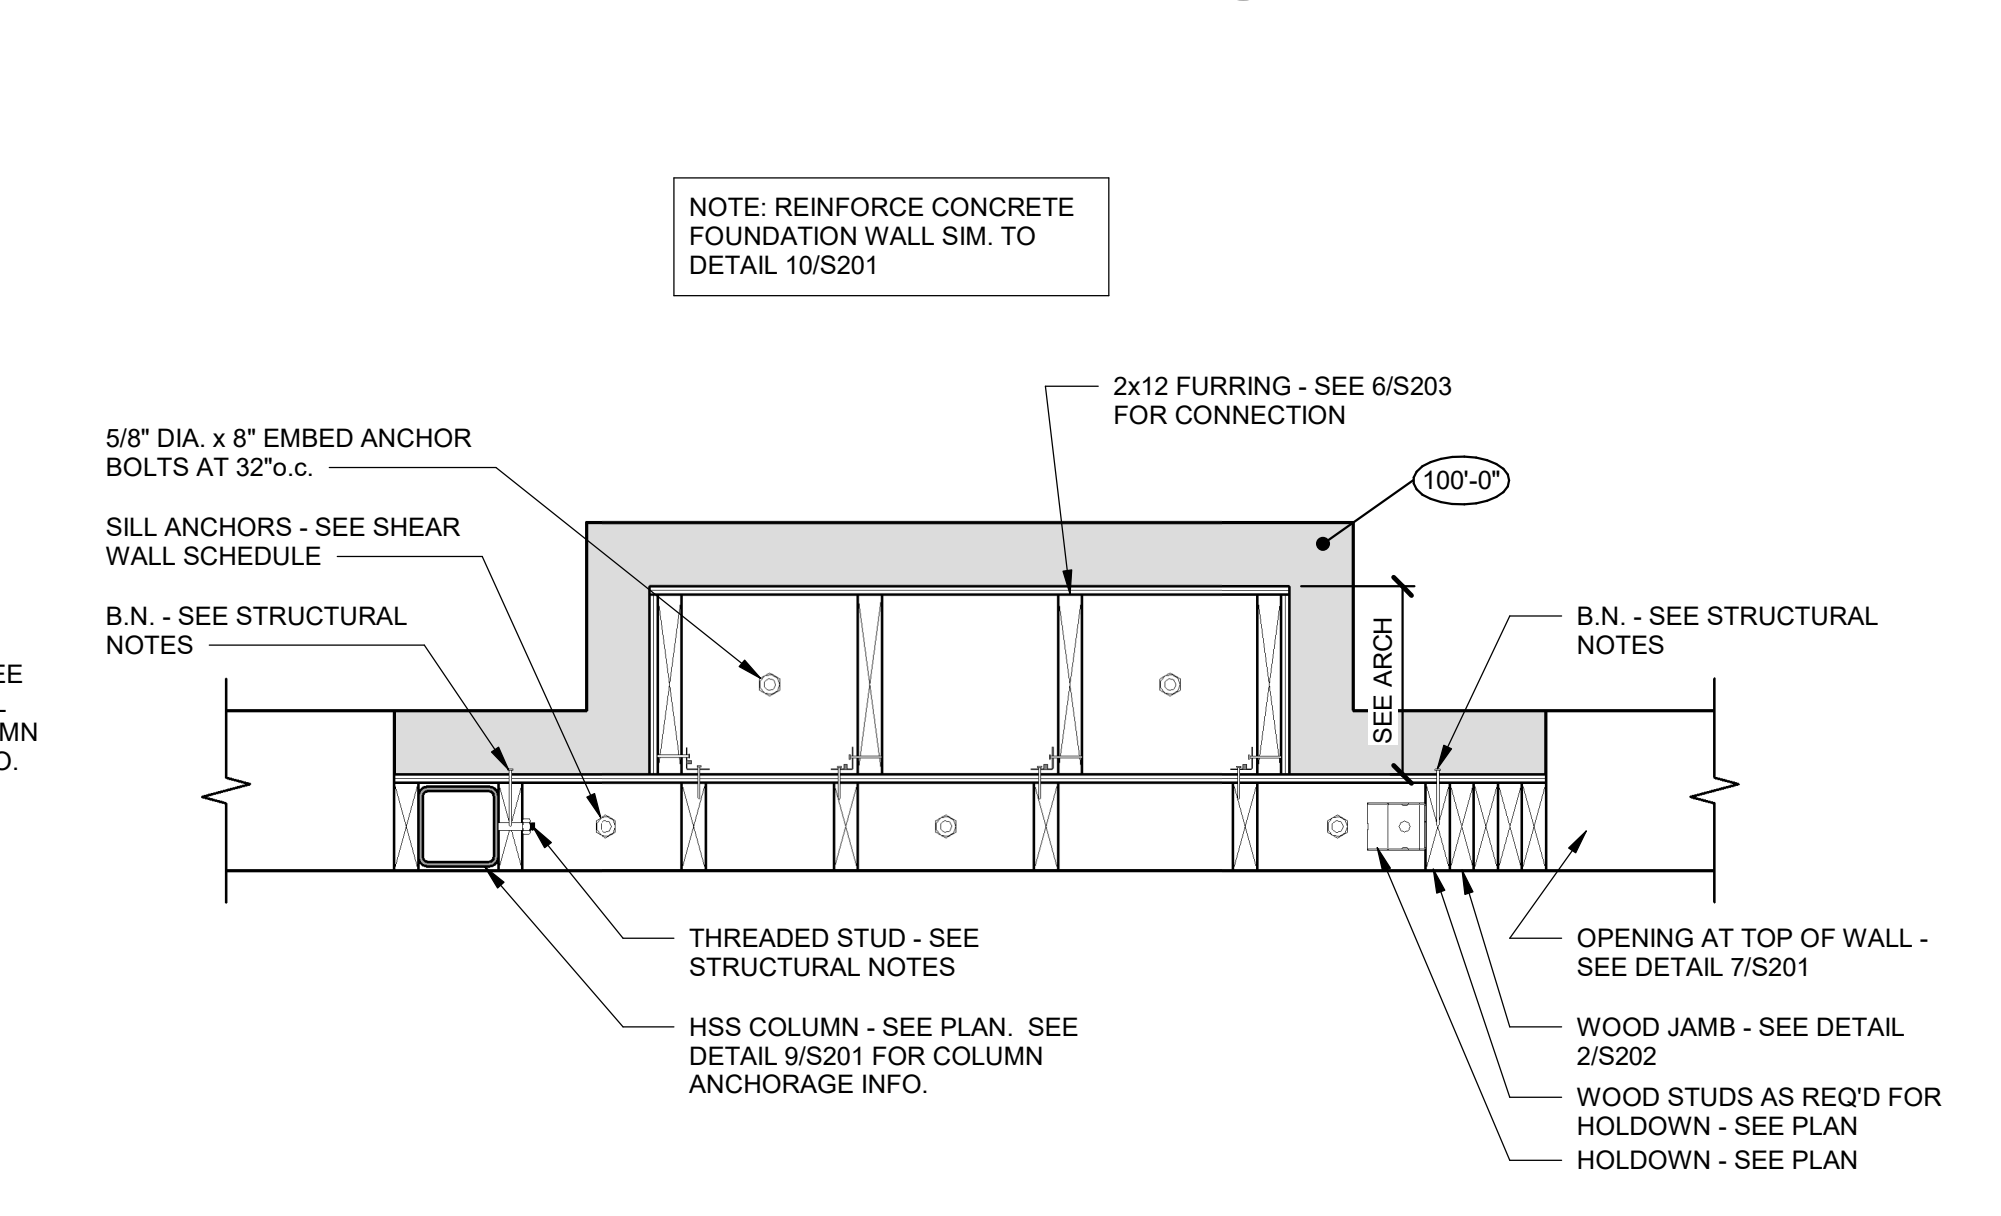 NOTE: REINFORCE CONCRETE
FOUNDATION WALL SIM. TO
DETAIL 10/S201
2x12 FURRING - SEE 6/S203
FOR CONNECTION
5/8" DIA. x 8" EMBED ANCHOR
BOLTS AT 32"o.c.
100'-0"
SILL ANCHORS - SEE SHEAR
WALL SCHEDULE
B.N. - SEE STRUCTURAL
NOTES
SEE ARCH
B.N. - SEE STRUCTURAL
NOTES
MN
O.
THREADED STUD - SEE
STRUCTURAL NOTES
HSS COLUMN - SEE PLAN.  SEE
DETAIL 9/S201 FOR COLUMN
ANCHORAGE INFO.
OPENING AT TOP OF WALL -
SEE DETAIL 7/S201
WOOD JAMB - SEE DETAIL
2/S202
WOOD STUDS AS REQ'D FOR
HOLDOWN - SEE PLAN
HOLDOWN - SEE PLAN